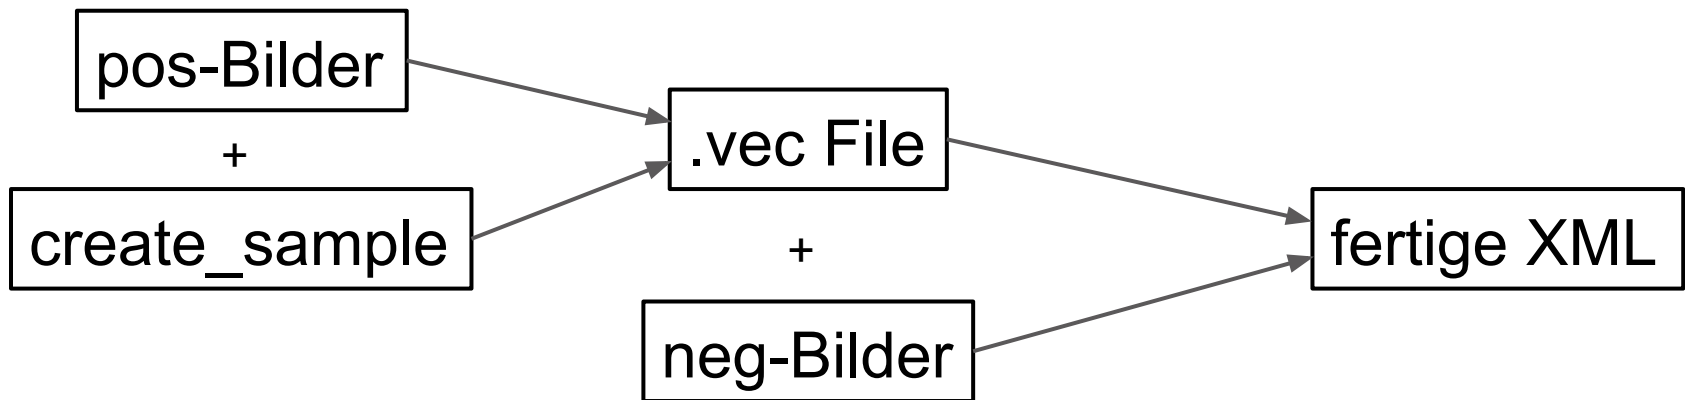 pos-Bilder
+
create_sample
.vec File
+
neg-Bilder
fertige XML